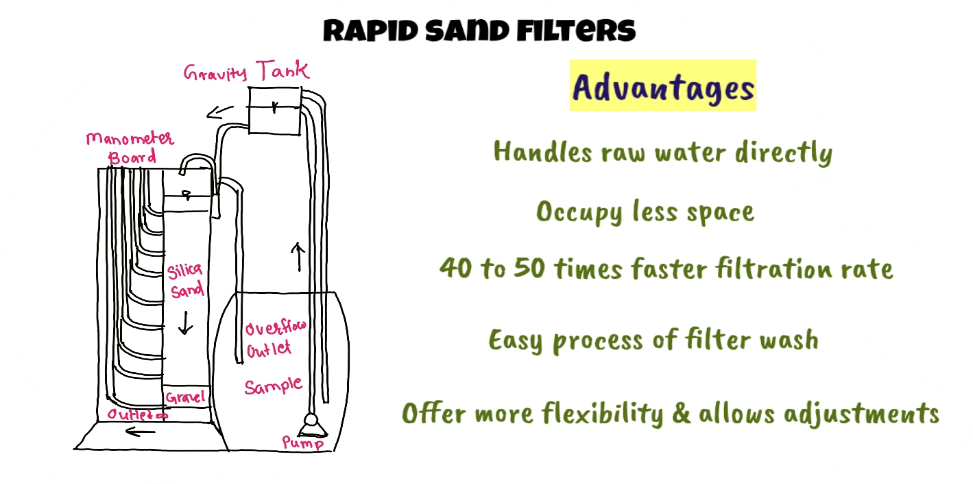 RAPID SAND FILTERS
Gravity Tank
Manometer
Board
Silica
Sand
Overflow
Outlet
Sample
Gravel
Outlet
Pump
Advantages
Handles raw water directly
Occupy less space
40 to 50 times faster filtration rate
Easy process of filter wash
Offer more flexibility & allows adjustments